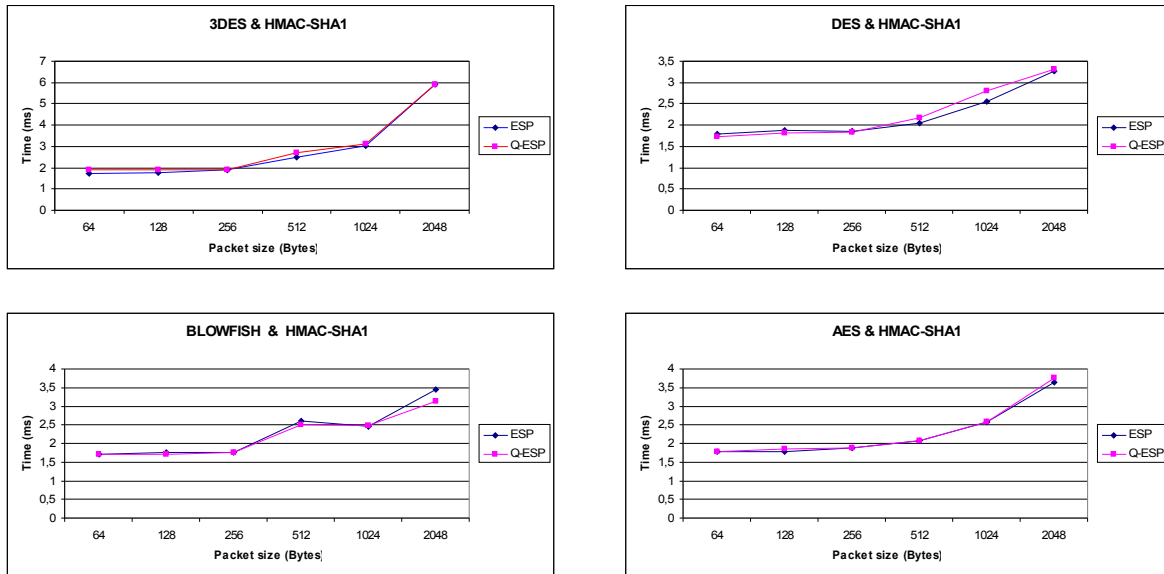 3DES & HMAC-SHA1
7
6
5
4
3
2
1
0
Time (ms)
64 128 256 512 1024 2048
Packet size (Bytes)
ESP
Q-ESP
DES & HMAC-SHA1
3,5
3
2,5
2
1,5
1
0,5
0
Time (ms)
64 128 256 512 1024 2048
Packet size (Bytes)
ESP
Q-ESP
BLOWFISH & HMAC-SHA1
4
3,5
3
2,5
2
1,5
1
0,5
0
Time (ms)
64 128 256 512 1024 2048
Packet size (Bytes)
ESP
Q-ESP
AES & HMAC-SHA1
4
3,5
3
2,5
2
1,5
1
0,5
0
Time (ms)
64 128 256 512 1024 2048
Packet size (Bytes)
ESP
Q-ESP